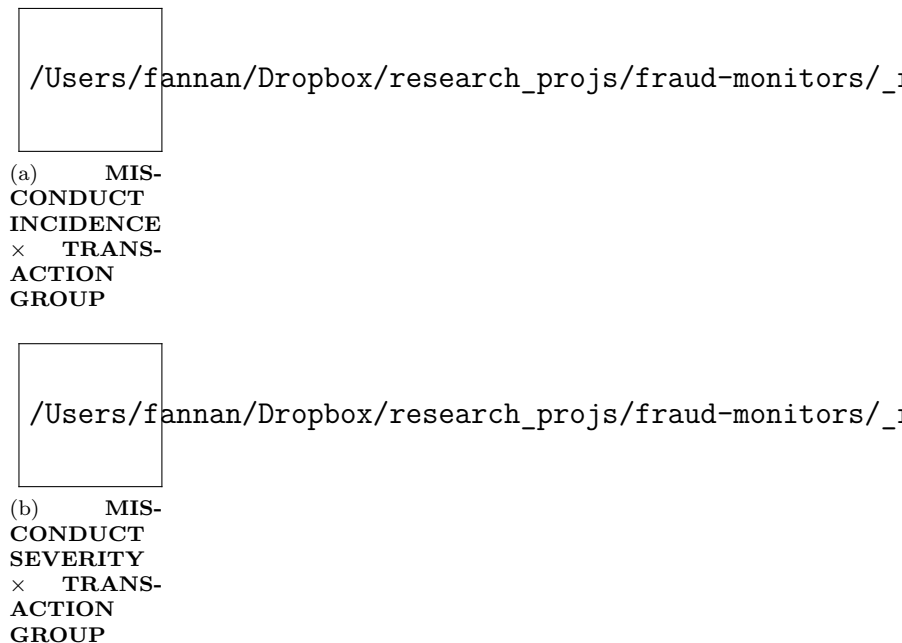 /Users/fannan/Dropbox/research_projs/fraud-monitors/_
(a) MIS-
CONDUCT
INCIDENCE
× TRANS-
ACTION
GROUP
/Users/fannan/Dropbox/research_projs/fraud-monitors/_
(b) MIS-
CONDUCT
SEVERITY
× TRANS-
ACTION
GROUP